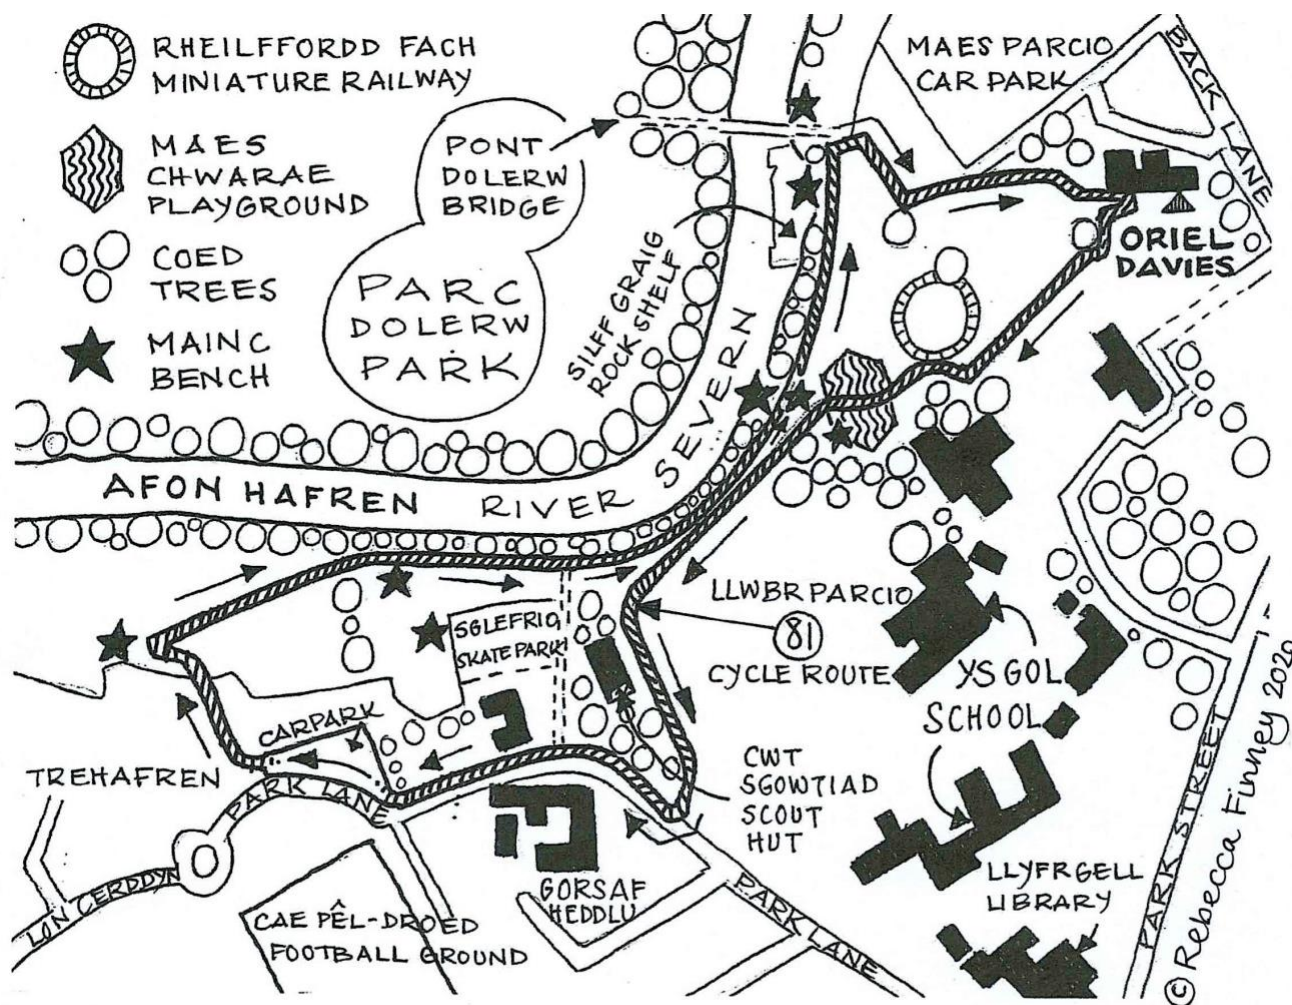 RHEILFFORDD FACH
MINIATURE RAILWAY
MAES
CHWARAE
PLAYGROUND
COED
TREES
MAINC
BENCH
PONT
DOLERW
BRIDGE
PARC
DOLERW
PARK
SILFF GRAIG
ROCK SHELF
MAES PARCIO
CAR PARK
BACK LANE
ORIEL
DAVIES
AFON HAFREN RIVER SEVERN
SGLEFRIO
SKATE PARK
LLWBR PARCIO
81
CYCLE ROUTE
YSGOL
SCHOOL
CARPARK
TREHAFREN
PARK LANE
LON CERDDYN
CWT
SGOWTIAID
SCOUT
HUT
GORSAF
HEDDLU
CAE PÊL-DROED
FOOTBALL GROUND
PARK LANE
LLYFRGELL
LIBRARY
PARK STREET
© Rebecca Finney 2020